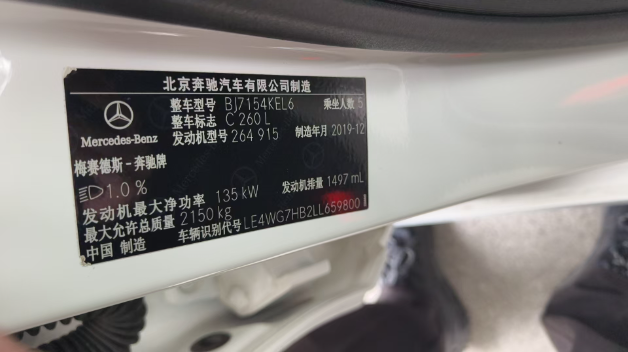 北京奔驰汽车有限公司制造
整车型号 BJ7154KEL6 乘坐人数 5
整车标志 C 260 L
Mercedes-Benz 发动机型号 264 915 制造年月 2019-12
梅赛德斯-奔驰牌
1.0 %
发动机最大净功率 135 kW 发动机排量 1497 mL
最大允许总质量 2150 kg
中国 制造 车辆识别代号 LE4WG7HB2LL659800